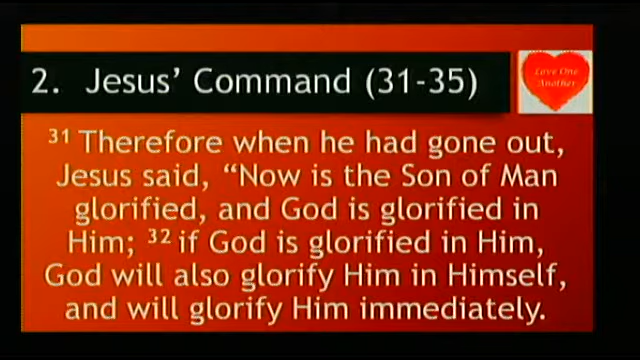 2. Jesus' Command (31-35)
Love One
Another
31 Therefore when he had gone out,
Jesus said, “Now is the Son of Man
glorified, and God is glorified in
Him; 32 if God is glorified in Him,
God will also glorify Him in Himself,
and will glorify Him immediately.